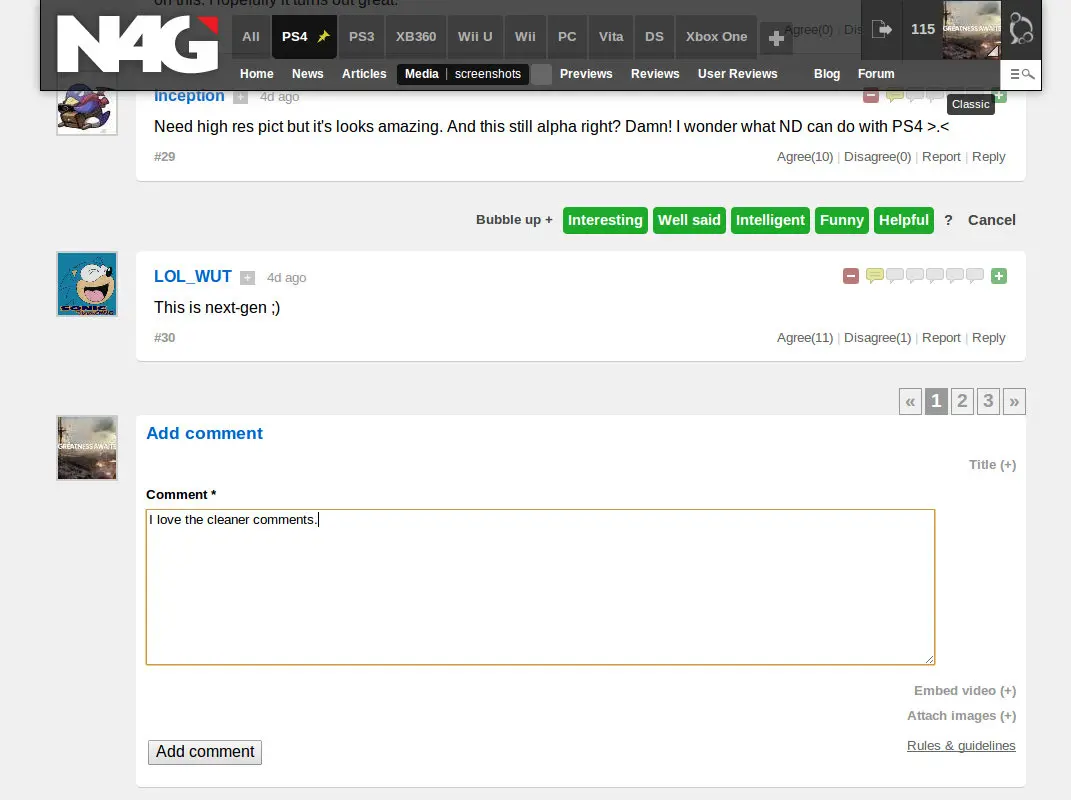 on this. Hopefully it turns out great.
N4G
All PS4 PS3 XB360 Wii U Wii PC Vita DS Xbox One + Agree(0) Dis 115 GREATNESS AWAITS
Home News Articles Media | screenshots Previews Reviews User Reviews Blog Forum
Inception + 4d ago
Classic
Need high res pict but it's looks amazing. And this still alpha right? Damn! I wonder what ND can do with PS4 >.<
#29 Agree(10) | Disagree(0) | Report | Reply
Bubble up + Interesting Well said Intelligent Funny Helpful ? Cancel
LOL_WUT + 4d ago
This is next-gen ;)
SONIC
#30 Agree(11) | Disagree(1) | Report | Reply
« 1 2 3 »
Add comment
GREATNESS AWAITS
Title (+)
Comment *
I love the cleaner comments.
Embed video (+)
Attach images (+)
Rules & guidelines
Add comment